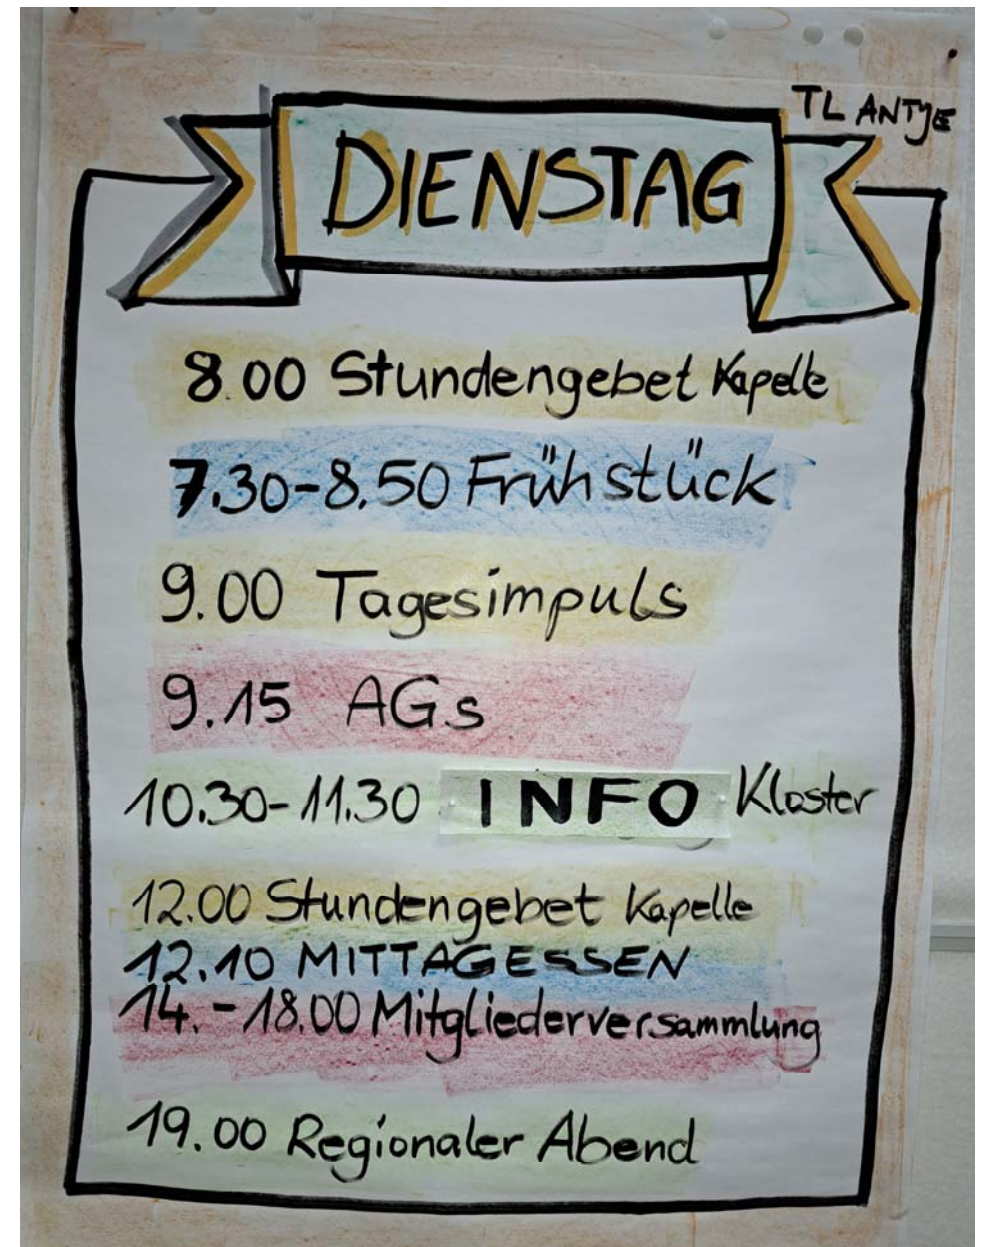 TL ANTJE
DIENSTAG
8.00 Stundengebet Kapelle
7.30-8.50 Frühstück
9.00 Tagesimpuls
9.15 AG.s
10.30-11.30 INFO Kloster
12.00 Stundengebet Kapelle
12.10 MITTAGESSEN
14.-18.00 Mitgliederversammlung
19.00 Regionaler Abend